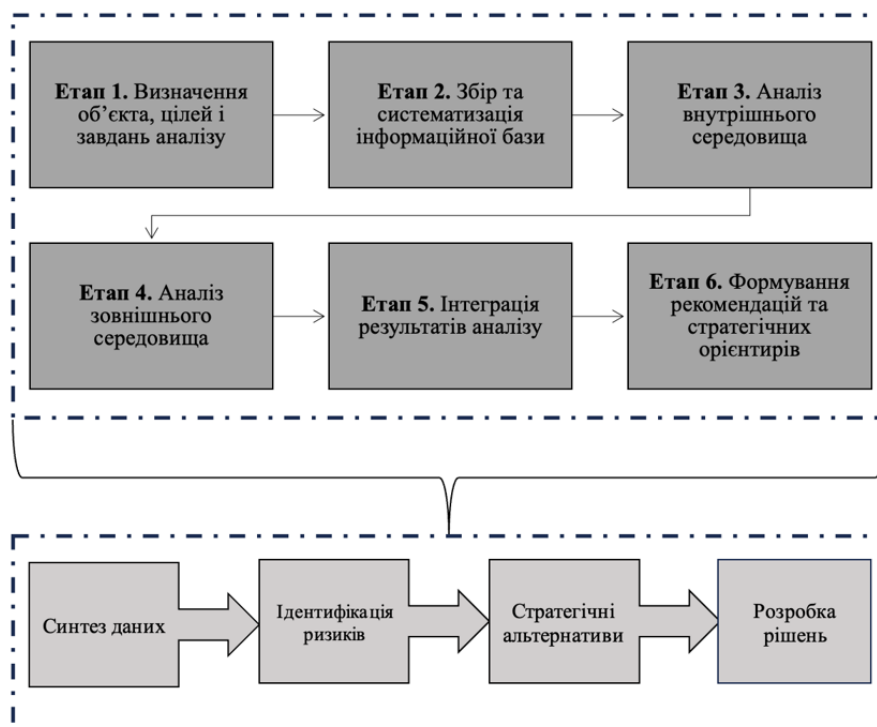 Етап 1. Визначення
об’єкта, цілей і
завдань аналізу
Етап 2. Збір та
систематизація
інформаційної бази
Етап 3. Аналіз
внутрішнього
середовища
Етап 4. Аналіз
зовнішнього
середовища
Етап 5. Інтеграція
результатів аналізу
Етап 6. Формування
рекомендацій та
стратегічних
орієнтирів
Синтез даних
Ідентифікація
ризиків
Стратегічні
альтернативи
Розробка
рішень